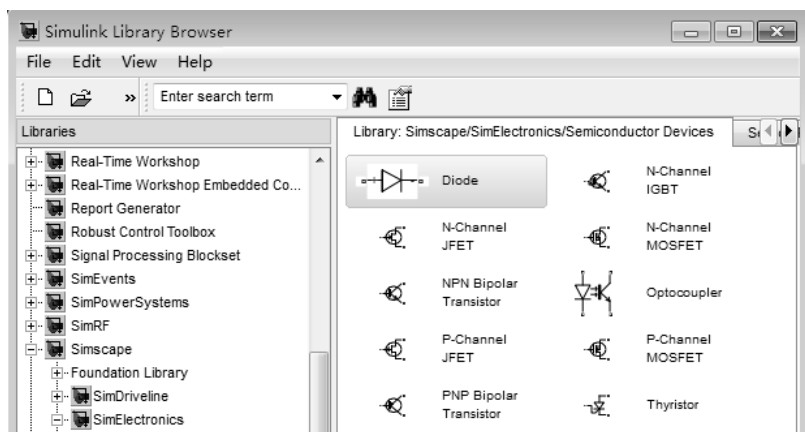 Simulink Library Browser
File Edit View Help
» Enter search term
Libraries
Real-Time Workshop
Real-Time Workshop Embedded Co...
Report Generator
Robust Control Toolbox
Signal Processing Blockset
SimEvents
SimPowerSystems
SimRF
Simscape
Foundation Library
SimDriveline
SimElectronics
Library: Simscape/SimElectronics/Semiconductor Devices
Diode
N-Channel
IGBT
N-Channel
JFET
N-Channel
MOSFET
NPN Bipolar
Transistor
Optocoupler
P-Channel
JFET
P-Channel
MOSFET
PNP Bipolar
Transistor
Thyristor